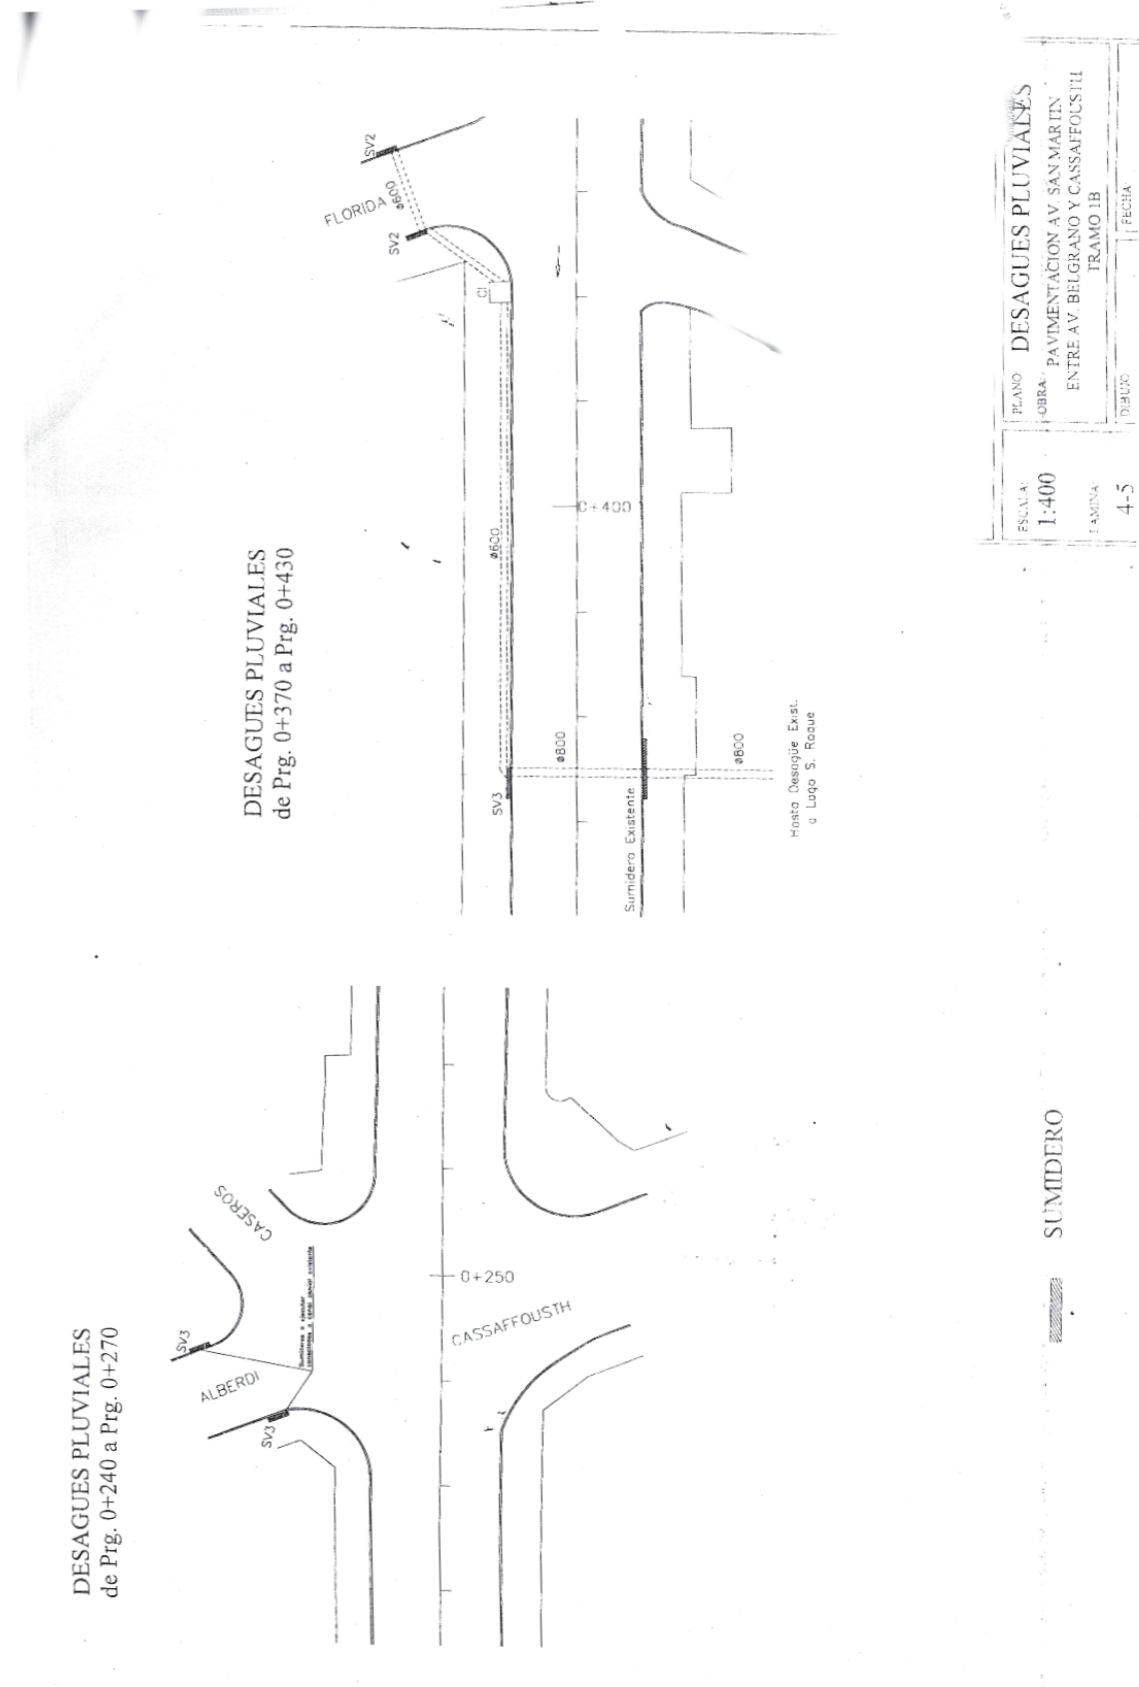 DESAGUES PLUVIALES
de Prg. 0+240 a Prg. 0+270
SV3
ALBERDI
SV3
CASEROS
Sumideros a ejecutar
0+250
CASSAFFOUSTH
DESAGUES PLUVIALES
de Prg. 0+370 a Prg. 0+430
SV2
FLORIDA
ø600
SV2
CI
ø600
0+400
SV3
ø800
Sumidero Existente
ø800
Hasta Desagüe Exist.
a Lago S. Roque
SUMIDERO
ESCALA:
1:400
LAMINA:
4-5
PLANO:
DESAGUES PLUVIALES
OBRA:
PAVIMENTACION AV. SAN MARTIN
ENTRE AV. BELGRANO Y CASSAFFOUSTH
TRAMO 1B
DIBUJO
FECHA: